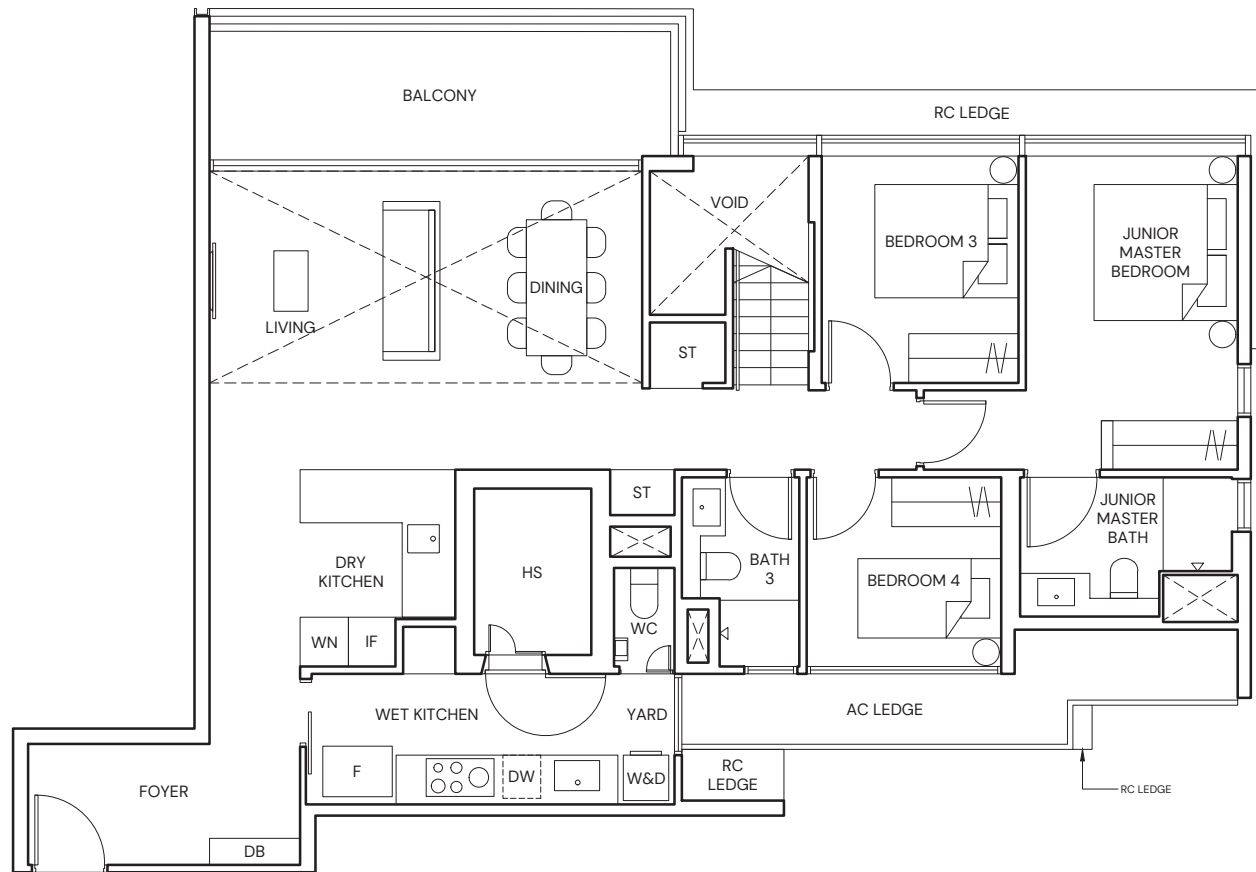 BALCONY
RC LEDGE
VOID
BEDROOM 3
JUNIOR
MASTER
BEDROOM
DINING
LIVING
ST
ST
JUNIOR
MASTER
BATH
DRY
KITCHEN
HS
BATH
3
BEDROOM 4
WN
IF
WC
WET KITCHEN
YARD
AC LEDGE
F
DW
W&D
RC
LEDGE
FOYER
RC LEDGE
DB